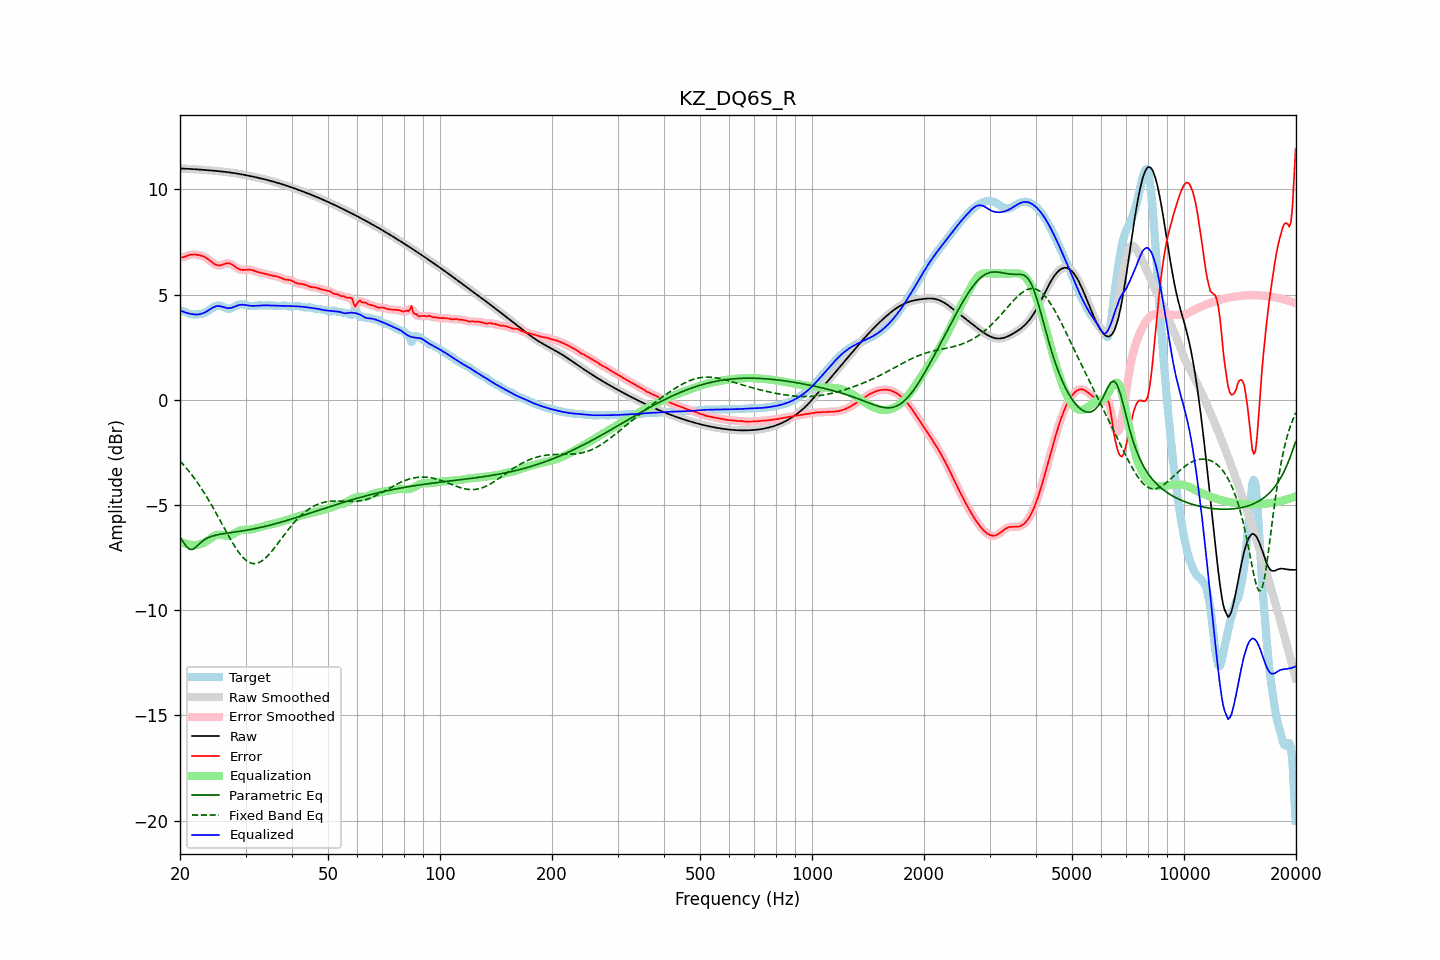 KZ_DQ6S_R
Amplitude (dBr)
10
5
0
−5
−10
−15
−20
Target
Raw Smoothed
Error Smoothed
Raw
Error
Equalization
Parametric Eq
Fixed Band Eq
Equalized
20 50 100 200 500 1000 2000 5000 10000 20000
Frequency (Hz)